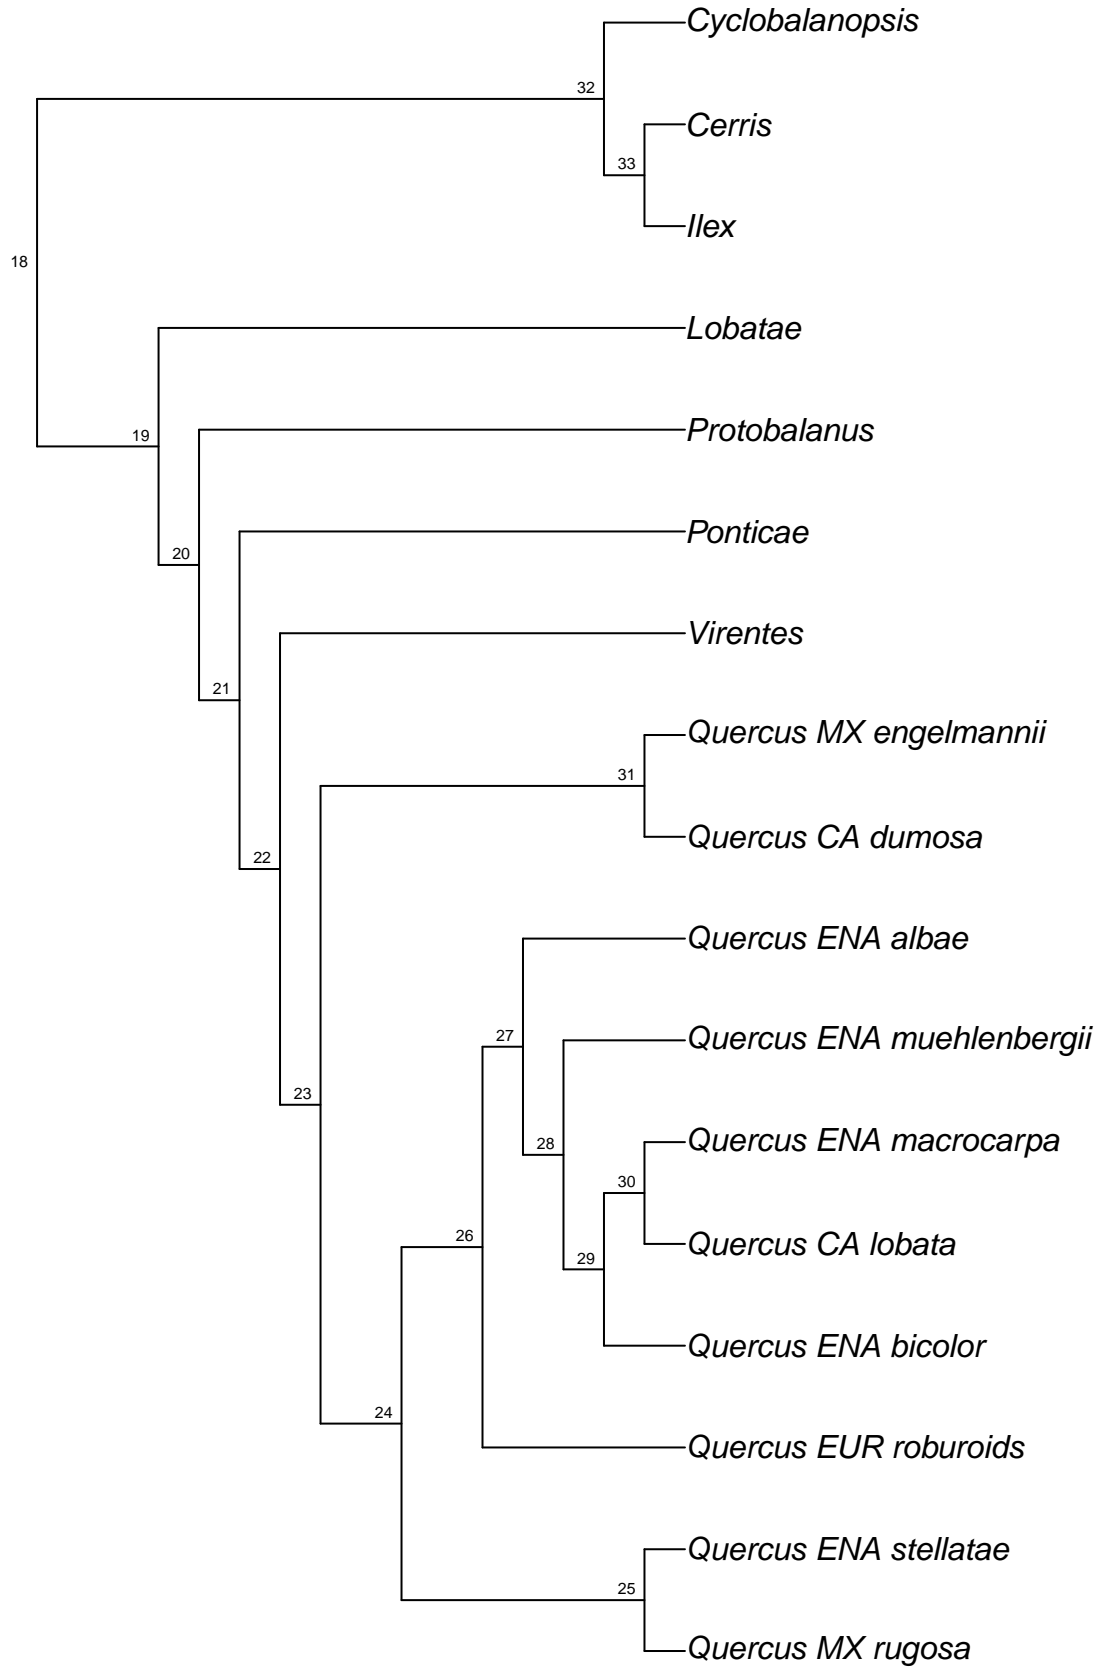 Cyclobalanopsis
32
Cerris
33
Ilex
18
Lobatae
19
Protobalanus
Ponticae
20
Virentes
21
Quercus MX engelmannii
31
Quercus CA dumosa
22
Quercus ENA albae
27
Quercus ENA muehlenbergii
23
Quercus ENA macrocarpa
28
30
Quercus CA lobata
26
29
Quercus ENA bicolor
24
Quercus EUR roburoids
Quercus ENA stellatae
25
Quercus MX rugosa